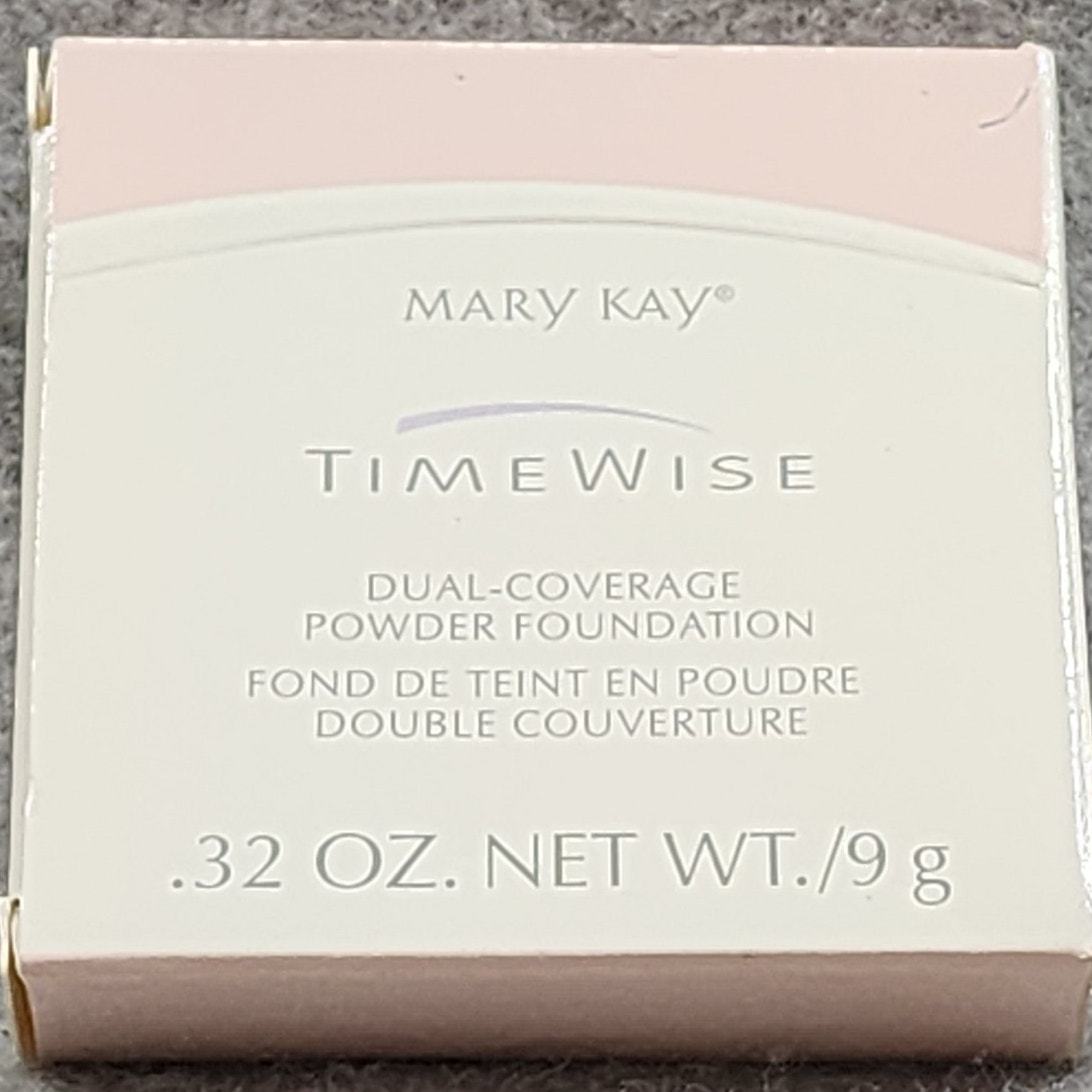 MARY KAY®
TIMEWISE
DUAL-COVERAGE
POWDER FOUNDATION
FOND DE TEINT EN POUDRE
DOUBLE COUVERTURE
.32 OZ. NET WT./9 g